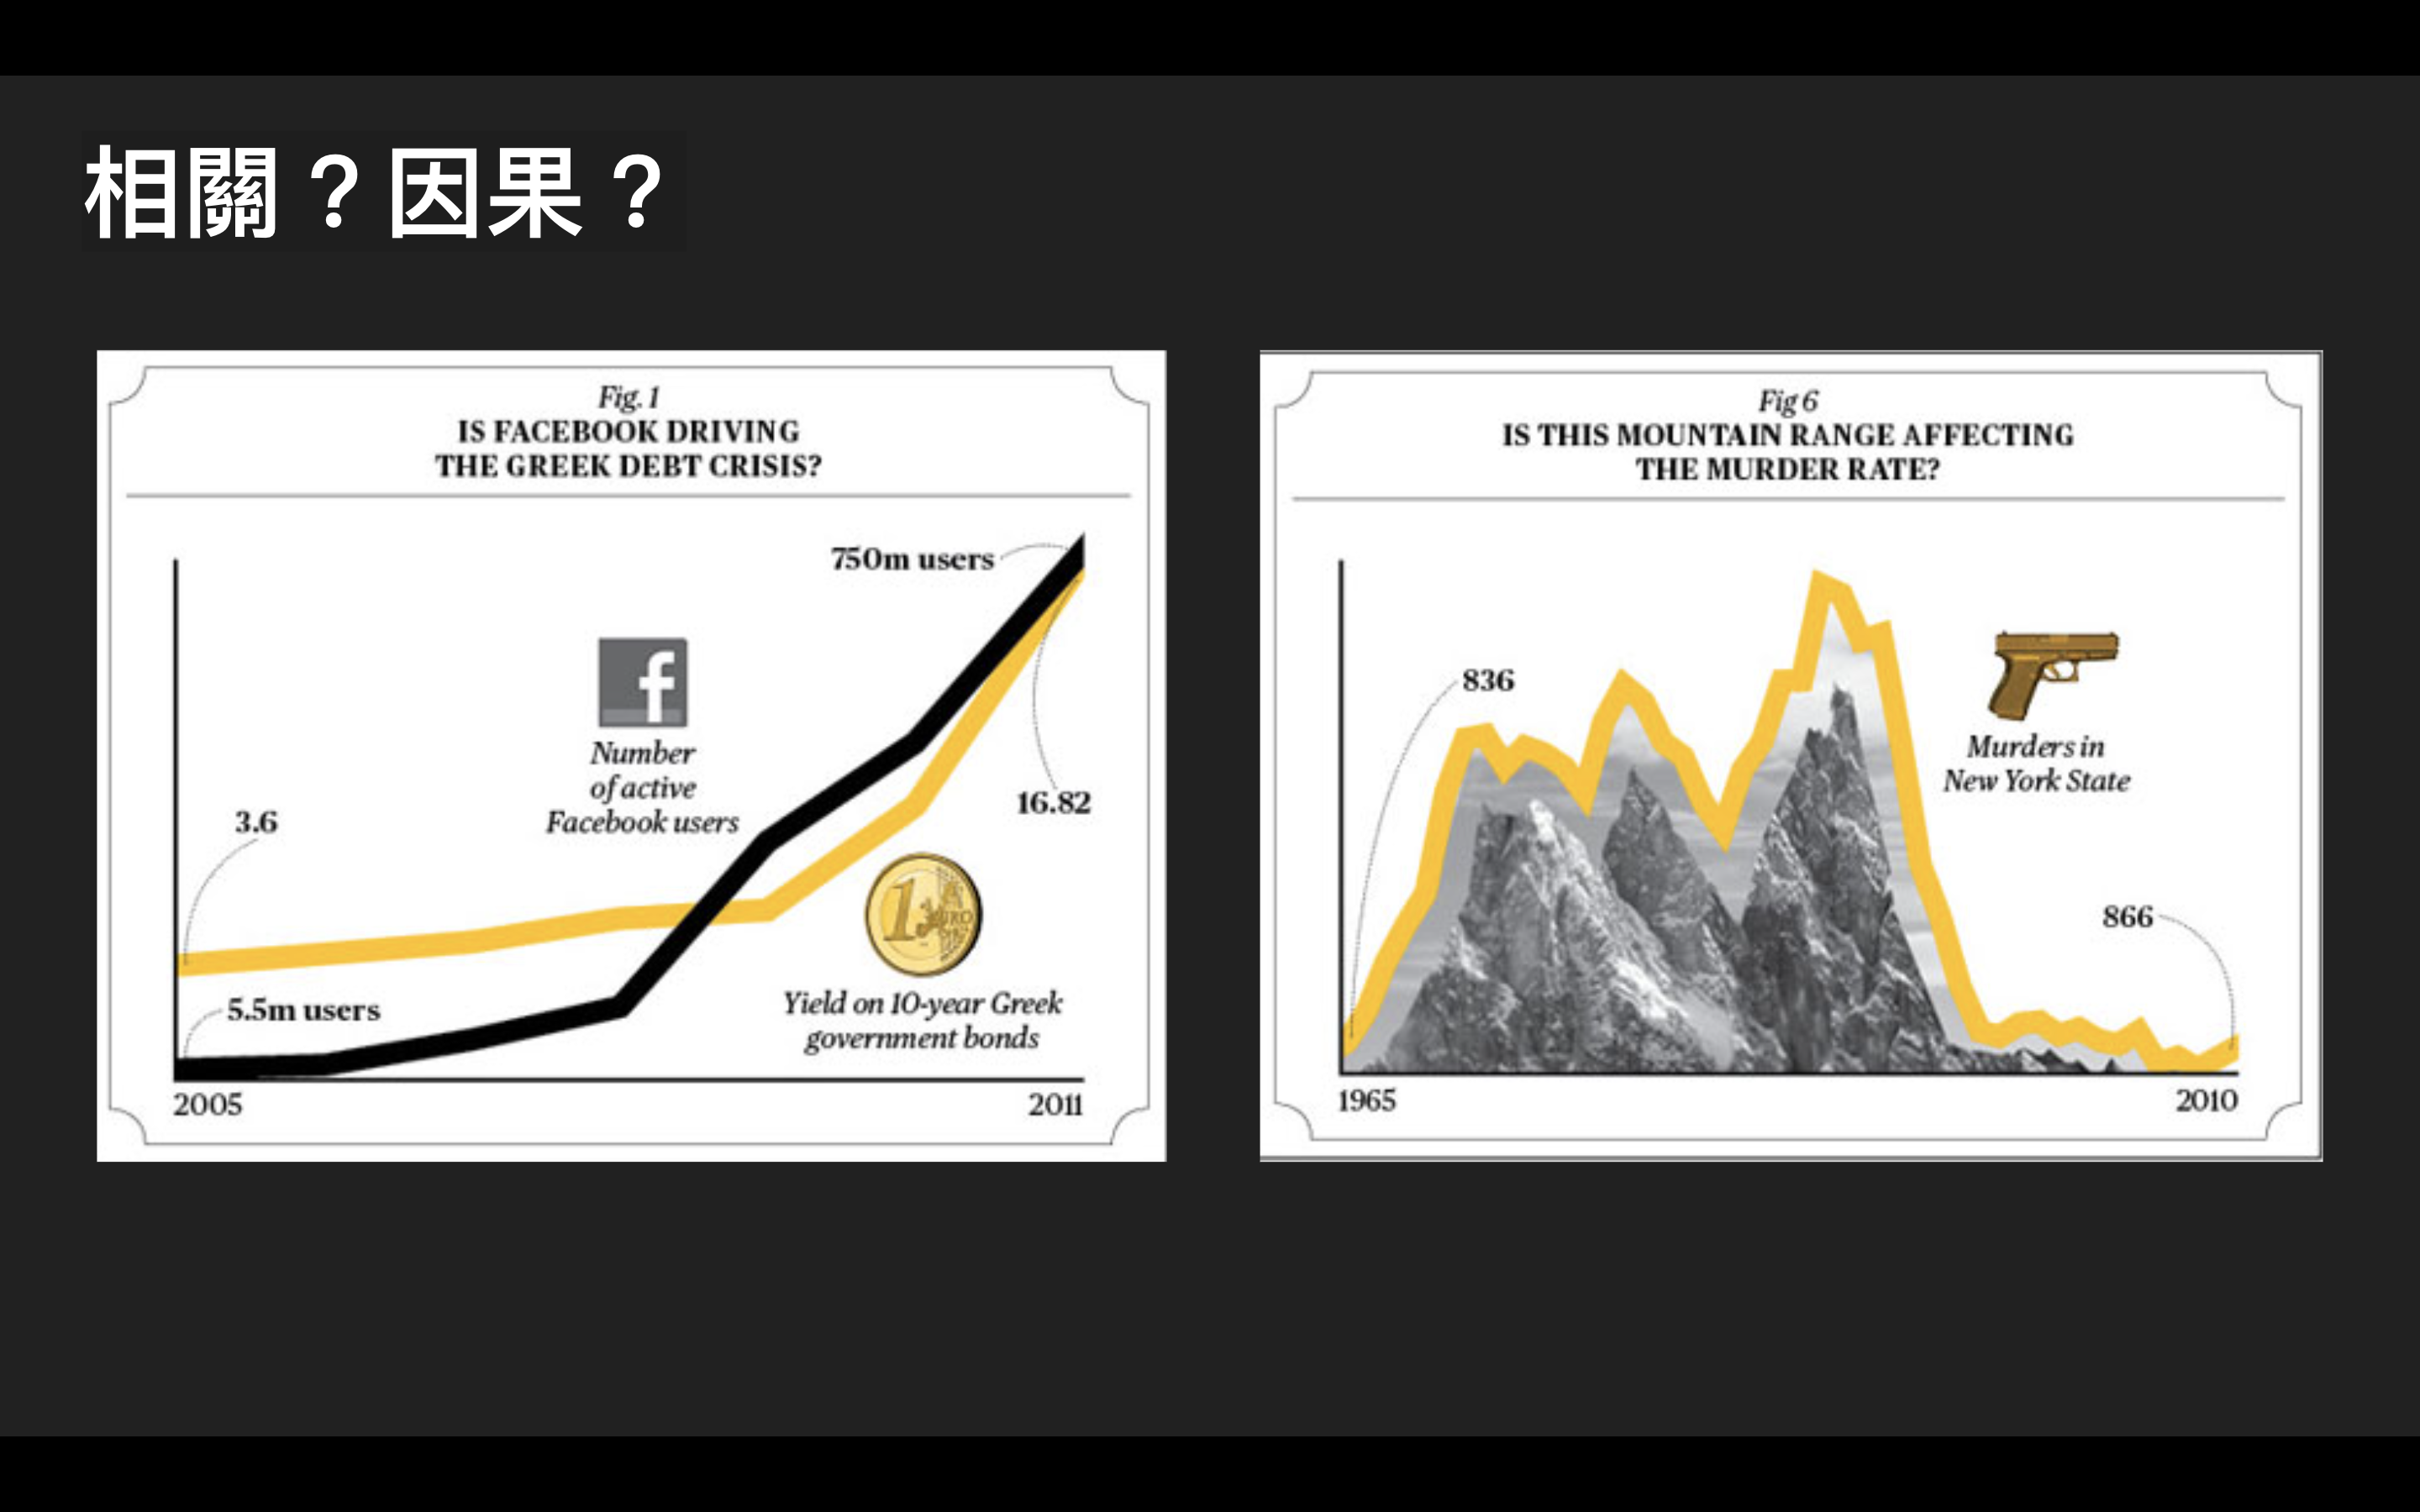 相關？因果？
Fig. 1
IS FACEBOOK DRIVING
THE GREEK DEBT CRISIS?
750m users
f
Number
of active
Facebook users
3.6
16.82
1
EURO
5.5m users
Yield on 10-year Greek
government bonds
2005
2011
Fig 6
IS THIS MOUNTAIN RANGE AFFECTING
THE MURDER RATE?
836
Murders in
New York State
866
1965
2010